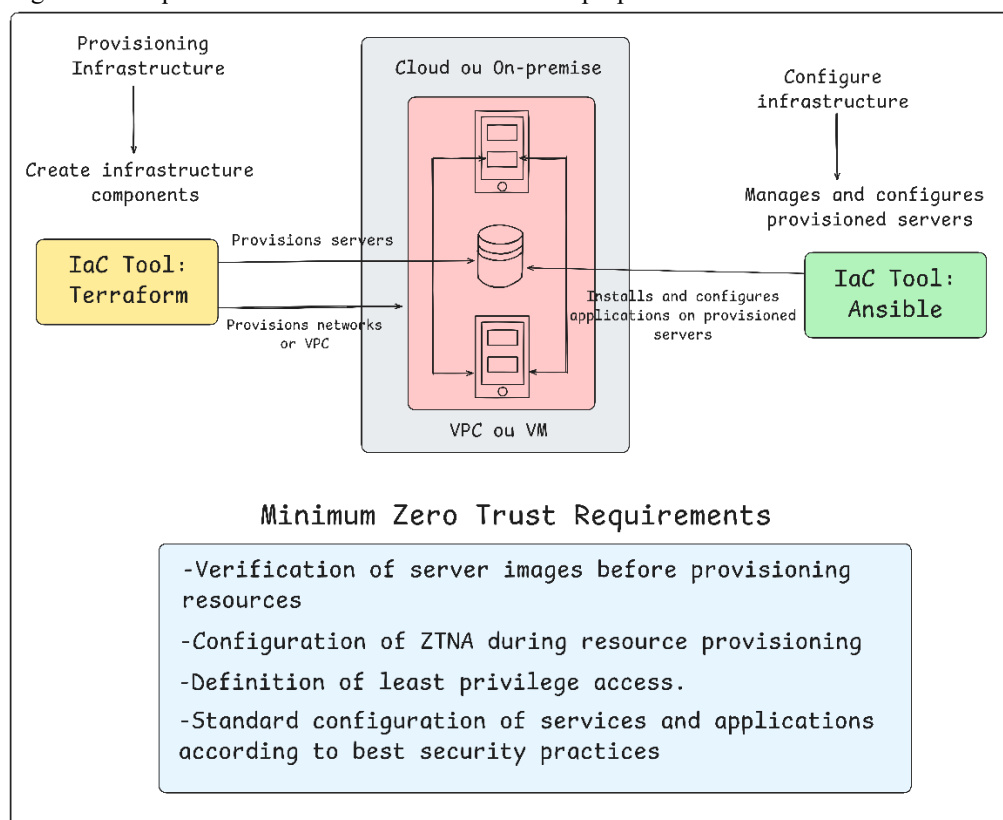 Provisioning
Infrastructure
Create infrastructure
components
IaC Tool:
Terraform
Provisions servers
Provisions networks
or VPC
Cloud ou On-premise
VPC ou VM
Configure
infrastructure
Manages and configures
provisioned servers
IaC Tool:
Ansible
Installs and configures
applications on provisioned
servers
Minimum Zero Trust Requirements
-Verification of server images before provisioning
resources
-Configuration of ZTNA during resource provisioning
-Definition of least privilege access.
-Standard configuration of services and applications
according to best security practices